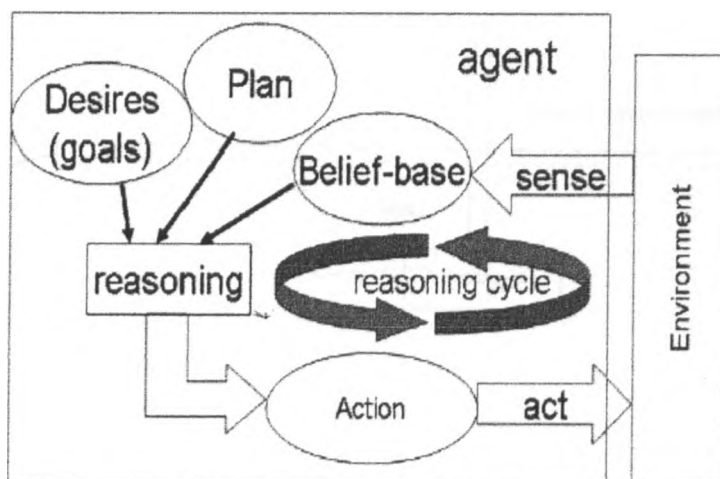 agent
Plan
Desires
(goals)
Belief-base
sense
Environment
reasoning
reasoning cycle
Action
act